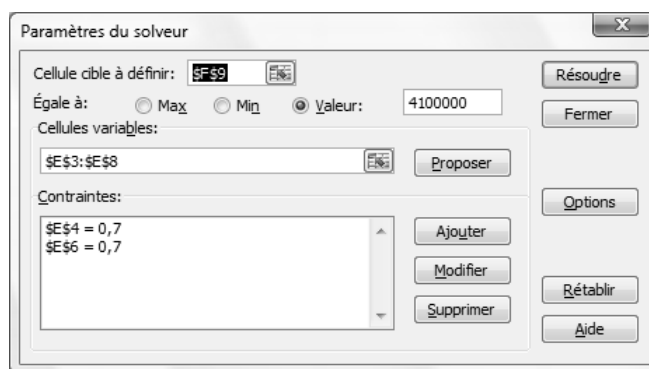 Paramètres du solveur
Cellule cible à définir: $F$9
Résoudre
Égale à: Max Min Valeur: 4100000
Fermer
Cellules variables:
$E$3:$E$8
Proposer
Contraintes:
Options
$E$4 = 0,7
$E$6 = 0,7
Ajouter
Modifier
Supprimer
Rétablir
Aide